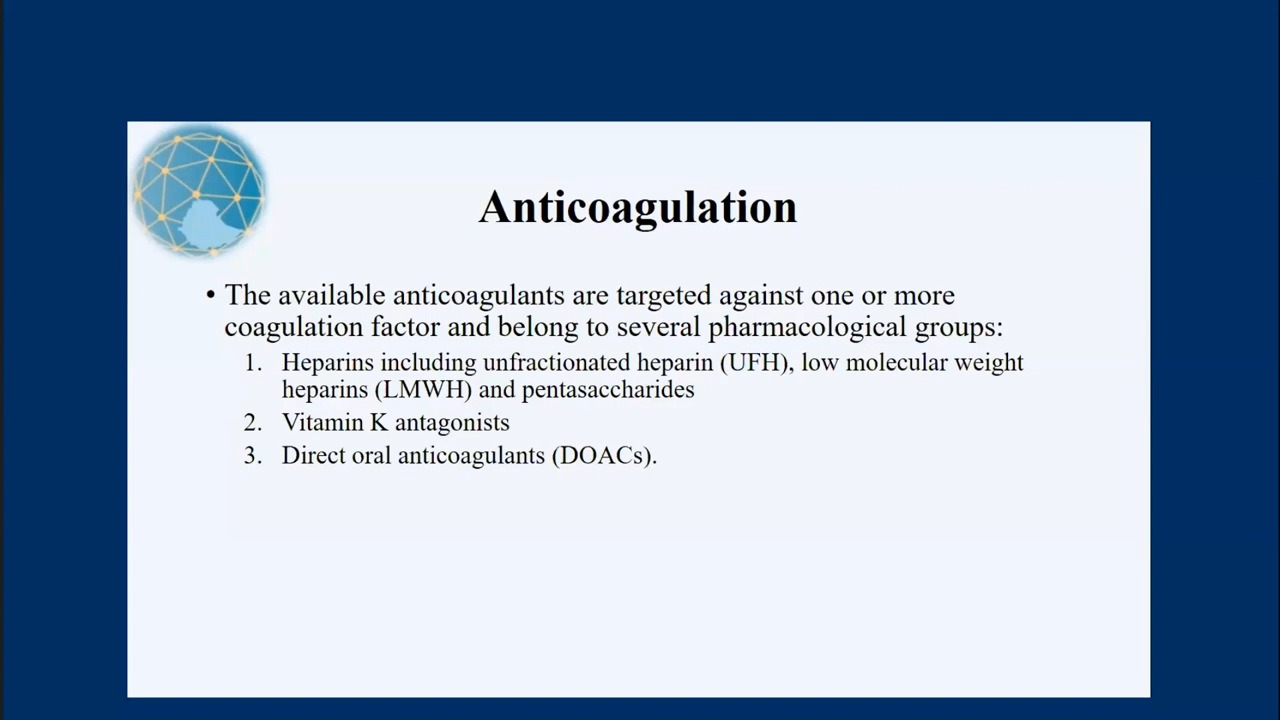 Anticoagulation
• The available anticoagulants are targeted against one or more
coagulation factor and belong to several pharmacological groups:
1. Heparins including unfractionated heparin (UFH), low molecular weight
heparins (LMWH) and pentasaccharides
2. Vitamin K antagonists
3. Direct oral anticoagulants (DOACs).